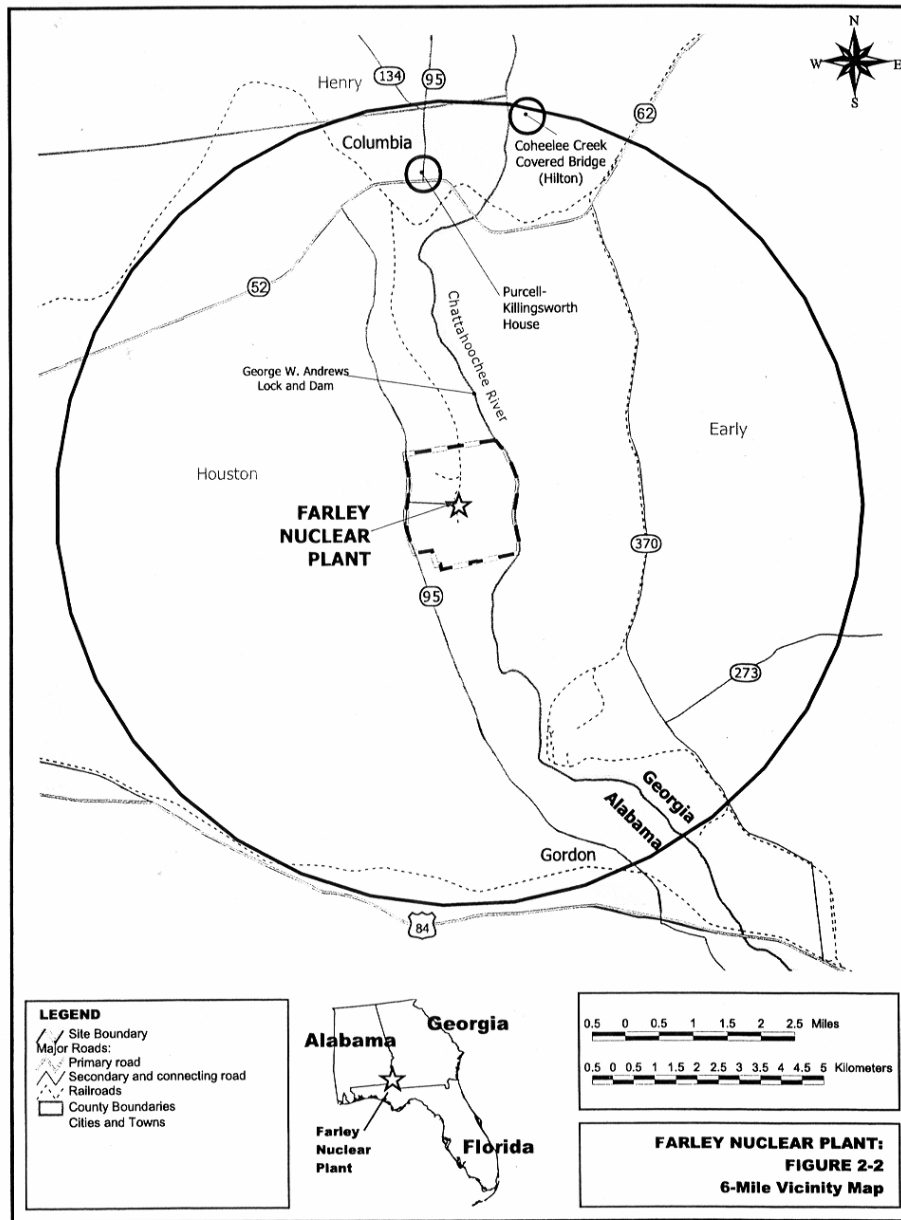 N
W E
S
Henry
134
95
62
Columbia
Coheelee Creek
Covered Bridge
(Hilton)
52
Purcell-
Killingsworth
House
Chattahoochee River
George W. Andrews
Lock and Dam
Early
Houston
FARLEY
NUCLEAR
PLANT
370
95
273
Georgia
Alabama
Gordon
84
LEGEND
Site Boundary
Major Roads:
Primary road
Secondary and connecting road
Railroads
County Boundaries
Cities and Towns
Alabama
Georgia
Farley
Nuclear
Plant
Florida
0.5 0 0.5 1 1.5 2 2.5 Miles
0.5 0 0.5 1 1.5 2 2.5 3 3.5 4 4.5 5 Kilometers
FARLEY NUCLEAR PLANT:
FIGURE 2-2
6-Mile Vicinity Map